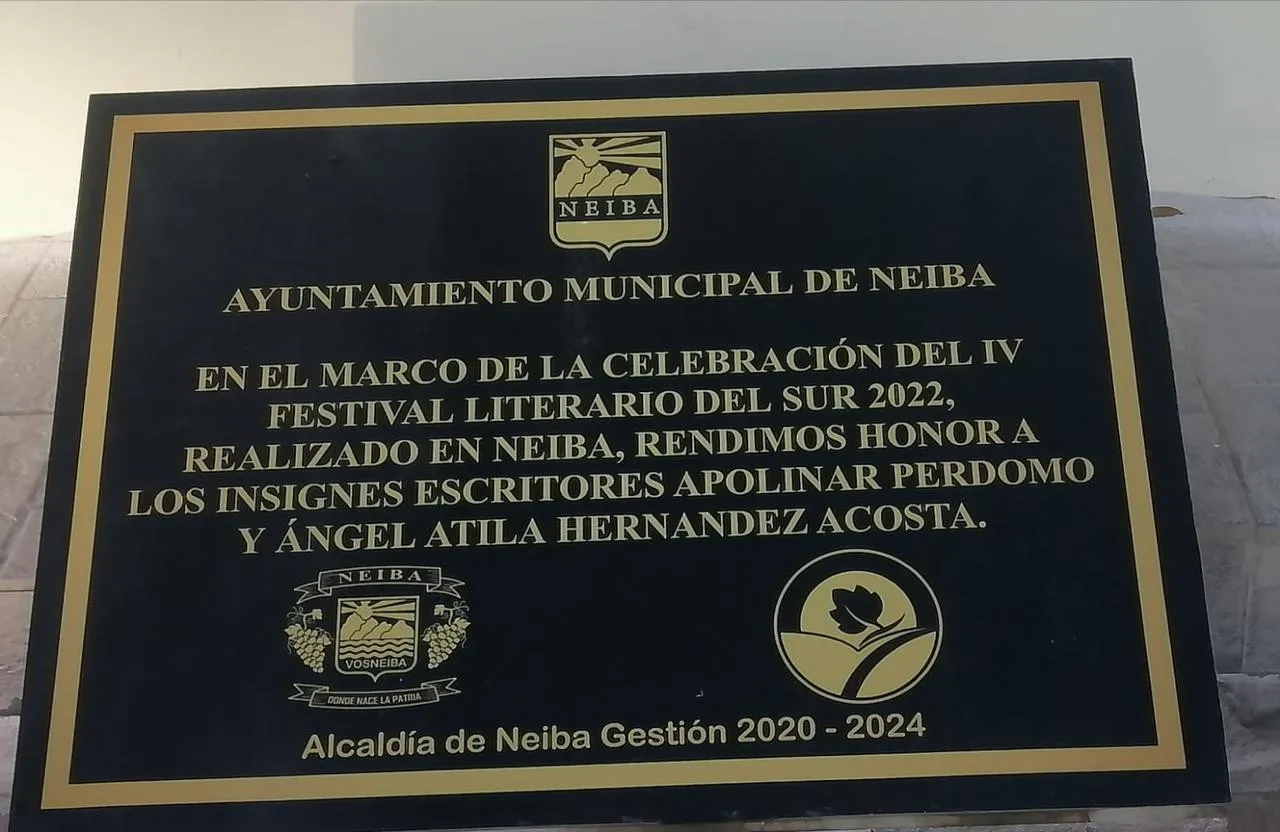 NEIBA
AYUNTAMIENTO MUNICIPAL DE NEIBA
EN EL MARCO DE LA CELEBRACIÓN DEL IV
FESTIVAL LITERARIO DEL SUR 2022,
REALIZADO EN NEIBA, RENDIMOS HONOR A
LOS INSIGNES ESCRITORES APOLINAR PERDOMO
Y ÁNGEL ATILA HERNANDEZ ACOSTA.
NEIBA
VOSNEIBA
DONDE NACE LA PATRIA
Alcaldía de Neiba Gestión 2020 - 2024